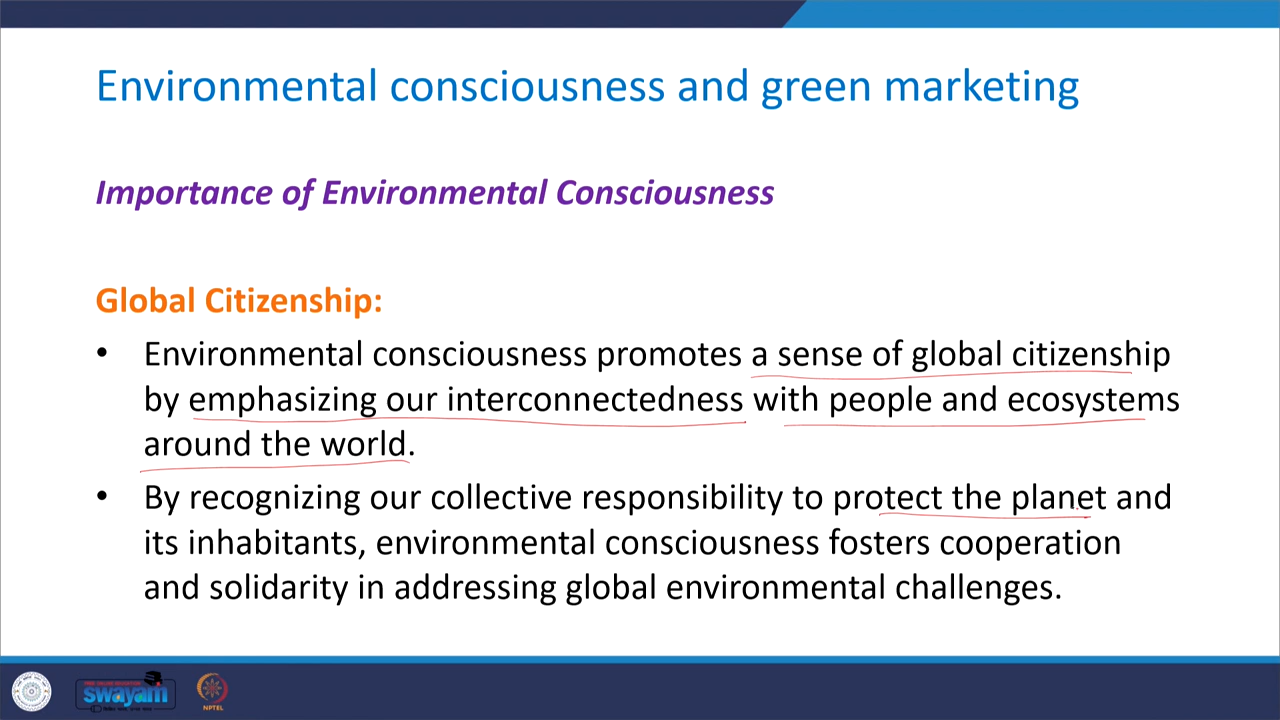 Environmental consciousness and green marketing
Importance of Environmental Consciousness
Global Citizenship:
• Environmental consciousness promotes a sense of global citizenship
by emphasizing our interconnectedness with people and ecosystems
around the world.
• By recognizing our collective responsibility to protect the planet and
its inhabitants, environmental consciousness fosters cooperation
and solidarity in addressing global environmental challenges.
swayam
NPTEL